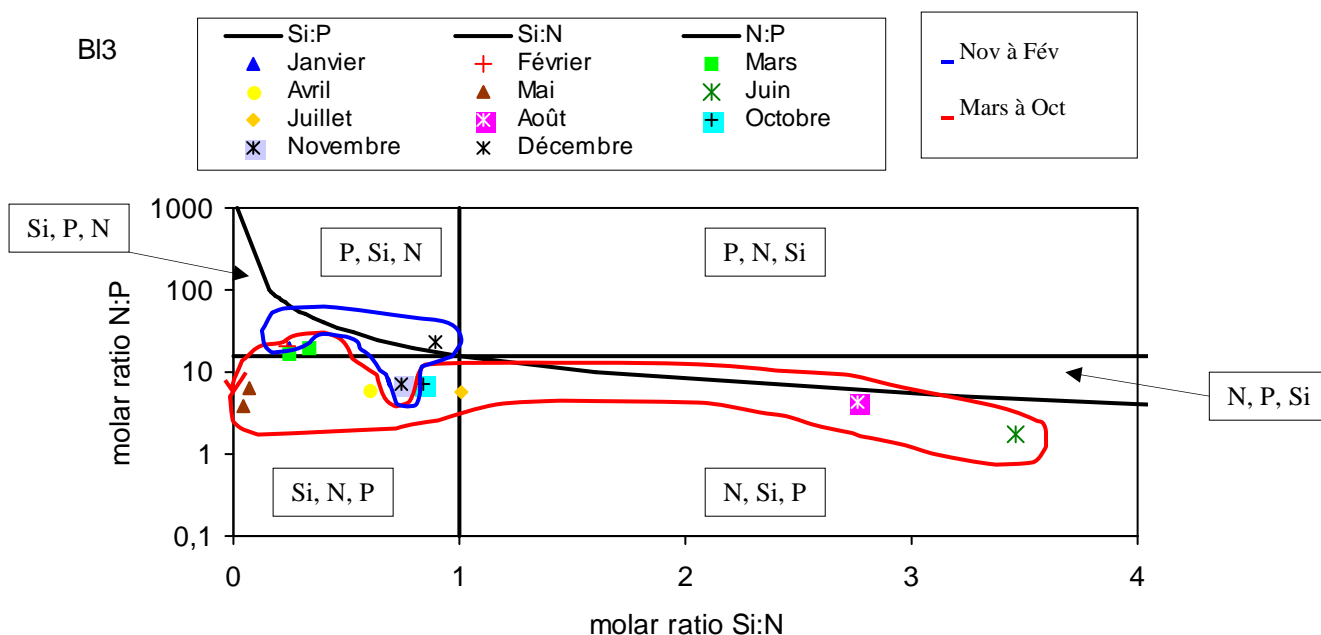 BI3
Si:P Si:N N:P
Janvier Février Mars
Avril Mai Juin
Juillet Août Octobre
Novembre Décembre
Nov à Fév
Mars à Oct
Si, P, N
P, Si, N
P, N, Si
N, P, Si
Si, N, P
N, Si, P
molar ratio N:P
1000
100
10
1
0,1
0 1 2 3 4
molar ratio Si:N